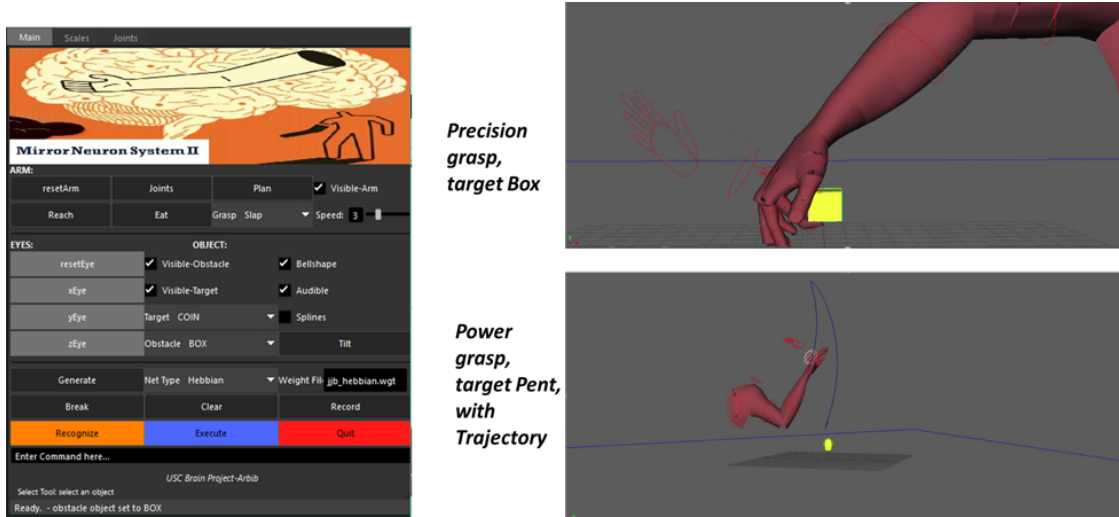 Main Scales Joints
Mirror Neuron System II
ARM:
resetArm Joints Plan Visible-Arm
Reach Eat Grasp Slap Speed: 3
EYES: OBJECT:
resetEye Visible-Obstacle Bellshape
xEye Visible-Target Audible
yEye Target COIN Splines
zEye Obstacle BOX Tilt
Generate Net Type Hebbian Weight Fil jjb_hebbian.wgt
Break Clear Record
Recognize Execute Quit
Enter Command here...
USC Brain Project-Arbib
Select Tool: select an object
Ready. - obstacle object set to BOX
Precision
grasp,
target Box
Power
grasp,
target Pent,
with
Trajectory